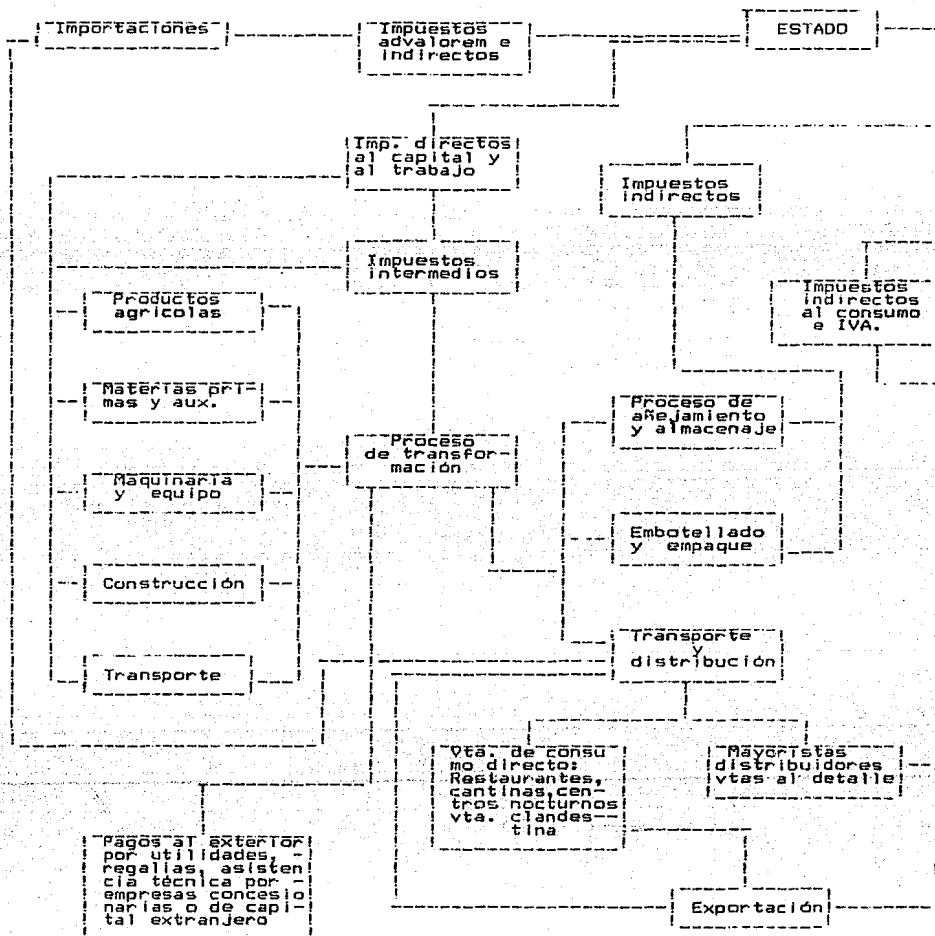 Importaciones
Impuestos
advalorem e
indirectos
ESTADO
Imp. directos
al capital y
al trabajo
Impuestos
indirectos
Impuestos
intermedios
Impuestos
indirectos
al consumo
e IVA.
Productos
agrícolas
Materias pri-
mas y aux.
Maquinaria
y equipo
Construcción
Transporte
Proceso
de transfor-
mación
Proceso de
añejamiento
y almacenaje
Embotellado
y empaque
Transporte
y
distribución
Vta. de consu
mo directo:
Restaurantes,
cantinas,cen-
tros nocturnos
vta. clandes--
tina
Mayoristas
distribuidores
vtas al detalle
Pagos al exterior
por utilidades, -
regalías, asisten
cia técnica por -
empresas concesio
narias o de capi-
tal extranjero
Exportación